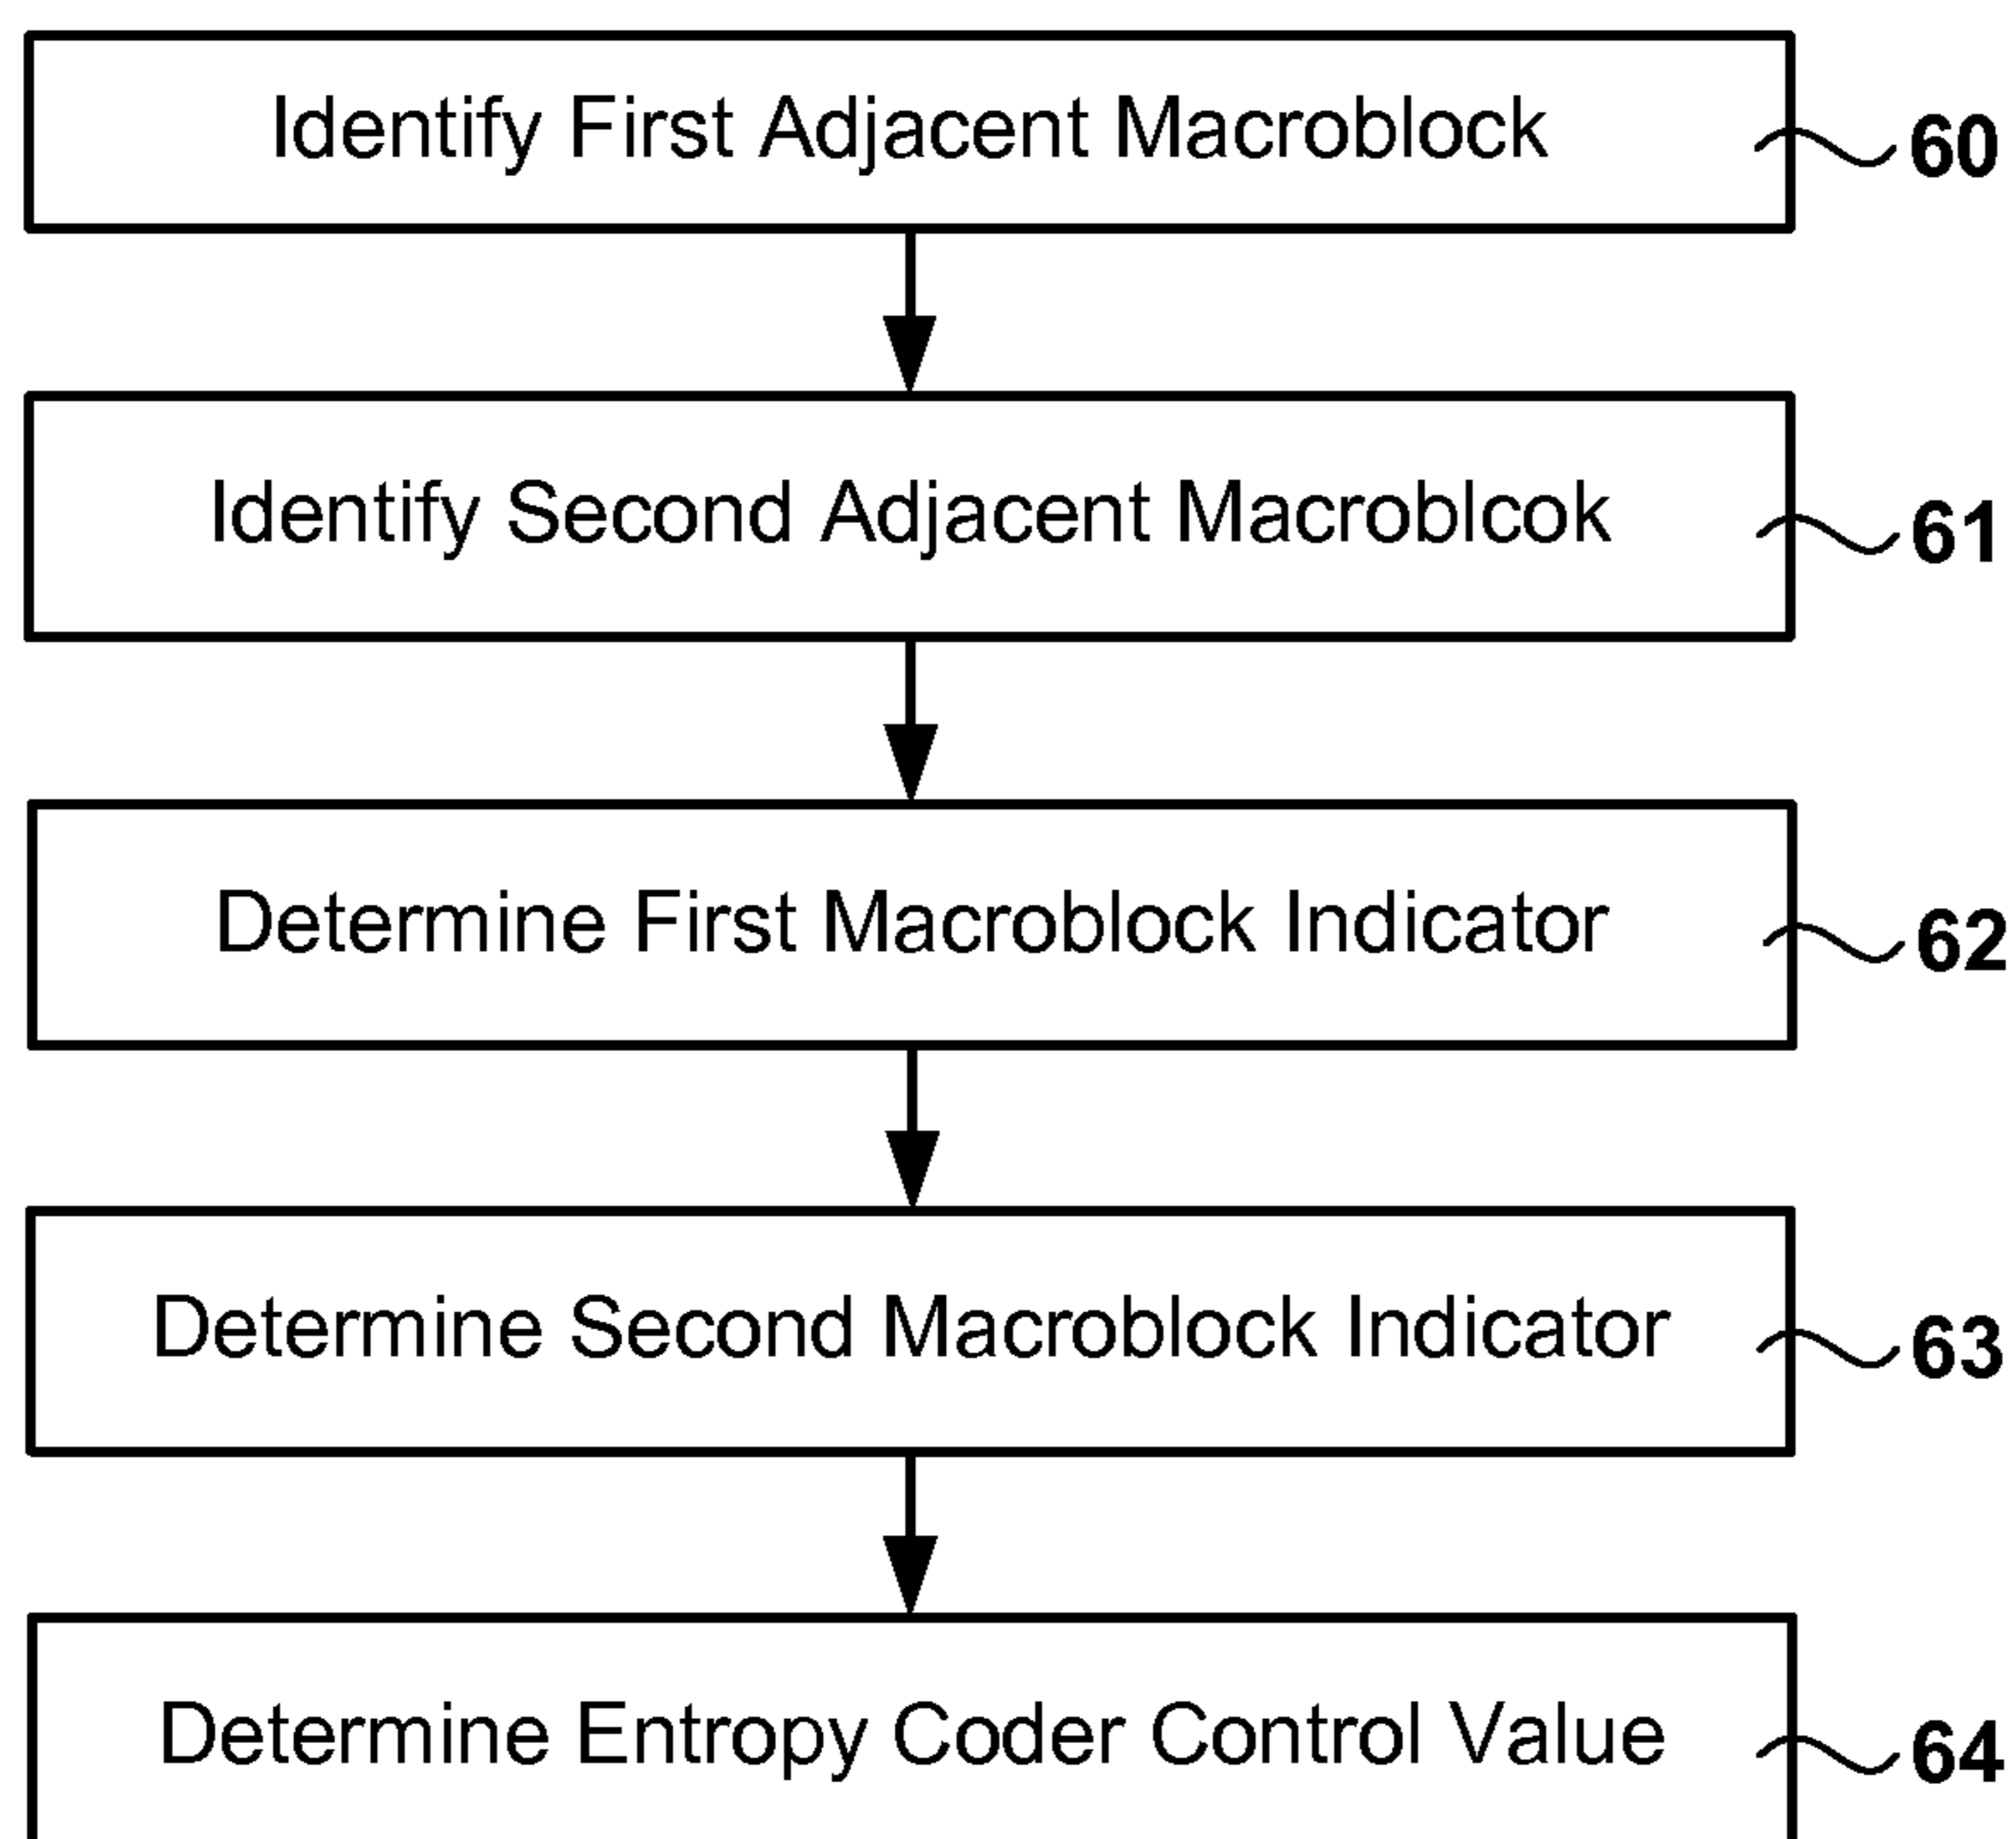 Identify First Adjacent Macroblock 60
Identify Second Adjacent Macroblcok 61
Determine First Macroblock Indicator 62
Determine Second Macroblock Indicator 63
Determine Entropy Coder Control Value 64